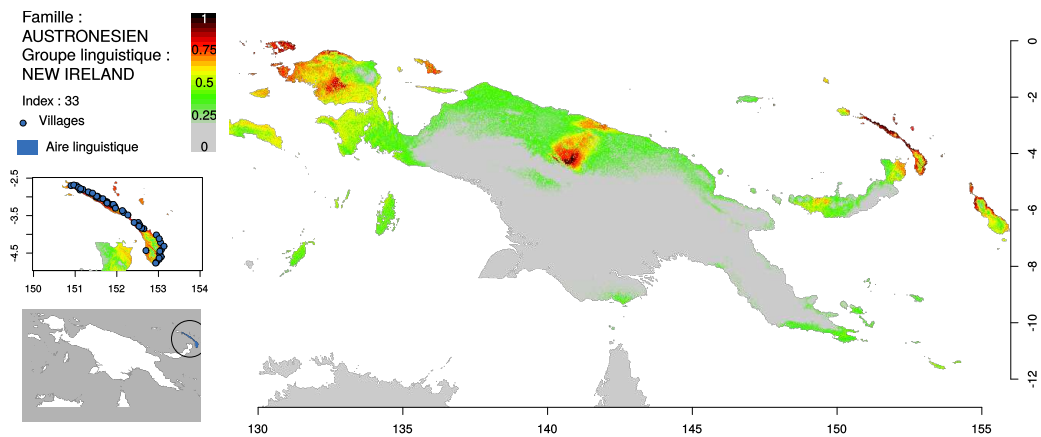 Famille :
AUSTRONESIEN
Groupe linguistique :
NEW IRELAND
Index : 33
Villages
Aire linguistique
1
0.75
0.5
0.25
0
-2.5
-3.5
-4.5
150 151 152 153 154
0
-2
-4
-6
-8
-10
-12
130 135 140 145 150 155